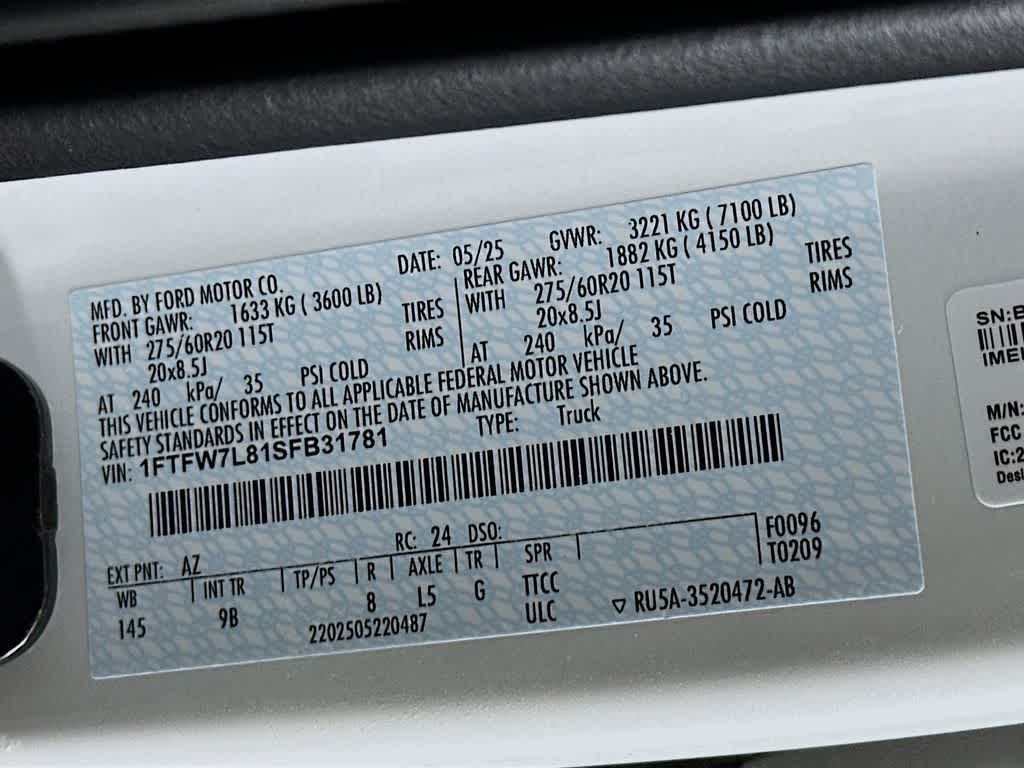 MFD. BY FORD MOTOR CO. DATE: 05/25 GVWR: 3221 KG ( 7100 LB)
FRONT GAWR: 1633 KG ( 3600 LB) REAR GAWR: 1882 KG ( 4150 LB)
WITH 275/60R20 115T TIRES WITH 275/60R20 115T TIRES
20x8.5J RIMS 20x8.5J RIMS
AT 240 kPa/ 35 PSI COLD AT 240 kPa/ 35 PSI COLD
THIS VEHICLE CONFORMS TO ALL APPLICABLE FEDERAL MOTOR VEHICLE
SAFETY STANDARDS IN EFFECT ON THE DATE OF MANUFACTURE SHOWN ABOVE.
VIN: 1FTFW7L81SFB31781 TYPE: Truck
EXT PNT: AZ RC: 24 DSO: F0096
WB INT TR TP/PS R AXLE TR SPR T0209
145 9B 8 L5 G TTCC
2202505220487 ULC ▽ RU5A-3520472-AB
SN:
M/N:
FCC
IC:2